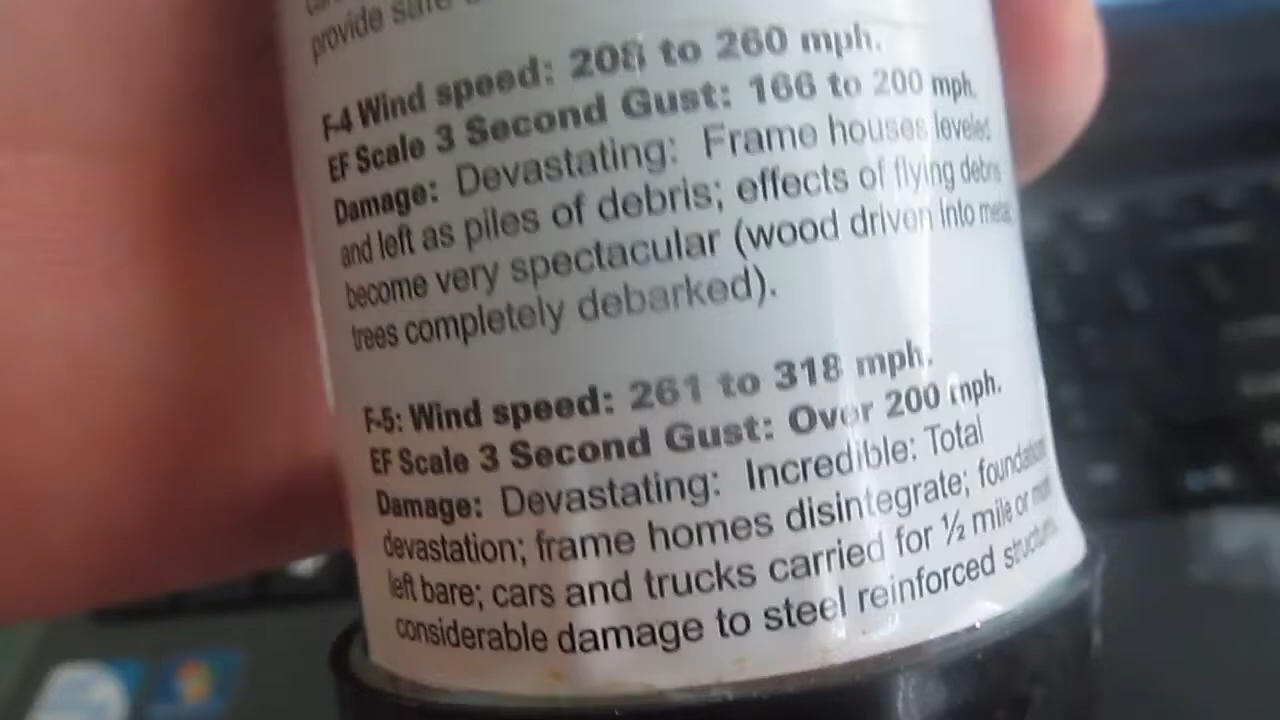 provide safe
F-4 Wind speed: 208 to 260 mph.
EF Scale 3 Second Gust: 166 to 200 mph.
Damage: Devastating: Frame houses leveled
and left as piles of debris; effects of flying debris
become very spectacular (wood driven into metal
trees completely debarked).
F-5: Wind speed: 261 to 318 mph.
EF Scale 3 Second Gust: Over 200 mph.
Damage: Devastating: Incredible: Total
devastation; frame homes disintegrate; foundations
left bare; cars and trucks carried for ½ mile or more
considerable damage to steel reinforced structures